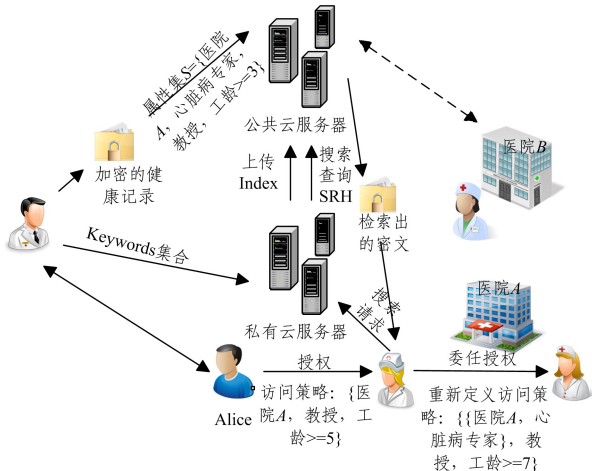 属性集S={医院
A，心脏病专家，
教授，工龄>=3}
公共云服务器
医院B
加密的健
康记录
上传
Index
搜索
查询
SRH
检索出
的密文
Keywords集合
私有云服务器
搜索
请求
医院A
Alice
授权
访问策略：{医
院A，教授，工
龄>=5}
委任授权
重新定义访问策
略：{{医院A，心
脏病专家}，教
授，工龄>=7}